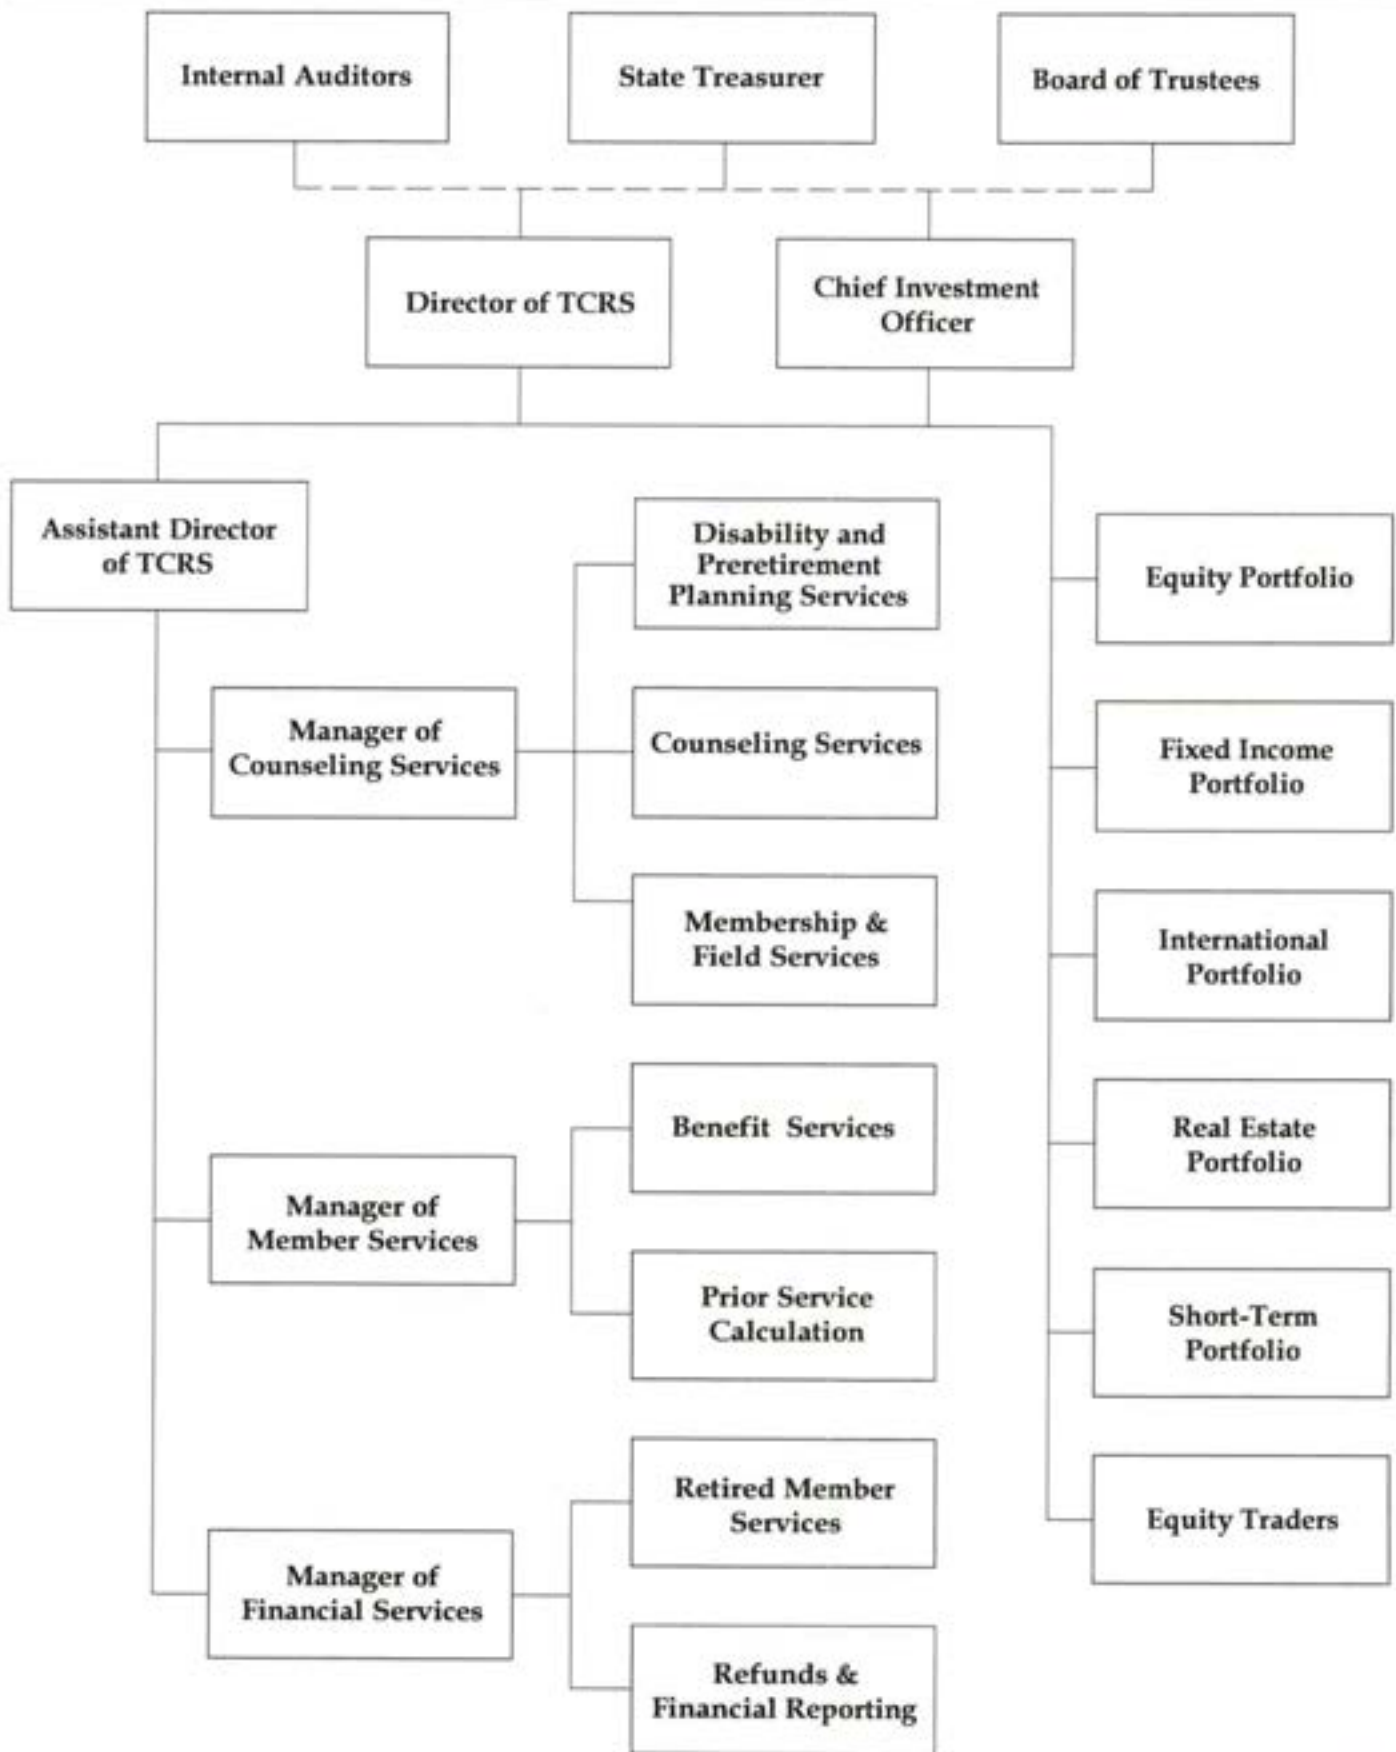 Internal Auditors
State Treasurer
Board of Trustees
Director of TCRS
Chief Investment
Officer
Assistant Director
of TCRS
Manager of
Counseling Services
Disability and
Preretirement
Planning Services
Counseling Services
Membership &
Field Services
Manager of
Member Services
Benefit Services
Prior Service
Calculation
Manager of
Financial Services
Retired Member
Services
Refunds &
Financial Reporting
Equity Portfolio
Fixed Income
Portfolio
International
Portfolio
Real Estate
Portfolio
Short-Term
Portfolio
Equity Traders